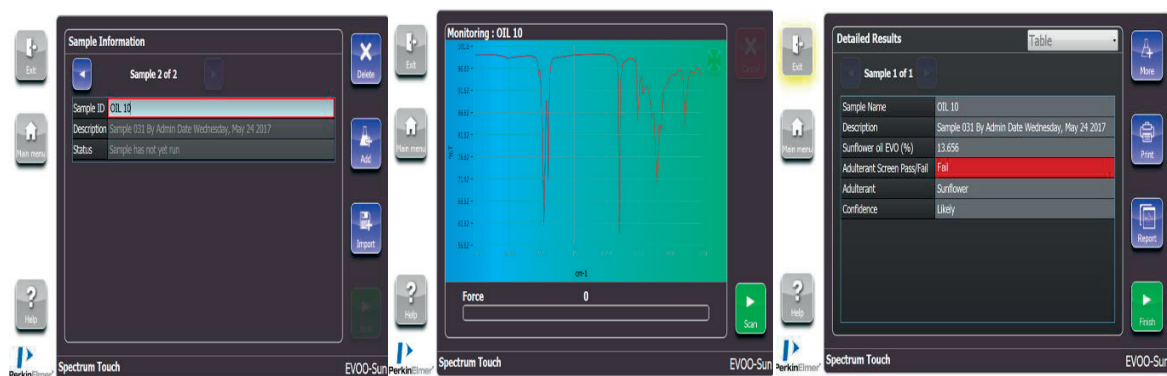 Sample Information
Exit
Sample 2 of 2
Delete
Sample ID OIL 10
Description Sample 031 By Admin Date Wednesday, May 24 2017
Status Sample has not yet run
Main menu
Add
Import
Help
PerkinElmer
Spectrum Touch
EVOO-Sun
Monitoring : OIL 10
Exit
Cancel
Main menu
%T
cm-1
Force 0
Help
Scan
PerkinElmer
Spectrum Touch
EVOO-Sun
Detailed Results
Table
Exit
Sample 1 of 1
More
Sample Name OIL 10
Description Sample 031 By Admin Date Wednesday, May 24 2017
Sunflower oil EVO (%) 13.656
Adulterant Screen Pass/Fail Fail
Adulterant Sunflower
Confidence Likely
Main menu
Print
Report
Help
Finish
PerkinElmer
Spectrum Touch
EVOO-Sun